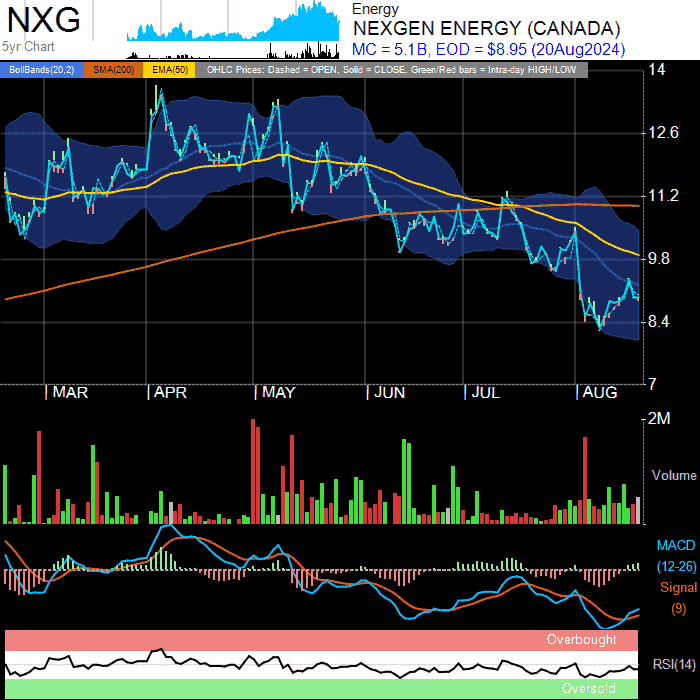 NXG
5yr Chart
Energy
NEXGEN ENERGY (CANADA)
MC = 5.1B, EOD = $8.95 (20Aug2024)
BollBands(20,2) SMA(200) EMA(50) OHLC Prices: Dashed = OPEN, Solid = CLOSE, Green/Red bars = Intra-day HIGH/LOW
14
12.6
11.2
9.8
8.4
7
MAR APR MAY JUN JUL AUG
2M
Volume
MACD
(12-26)
Signal
(9)
Overbought
RSI(14)
Oversold